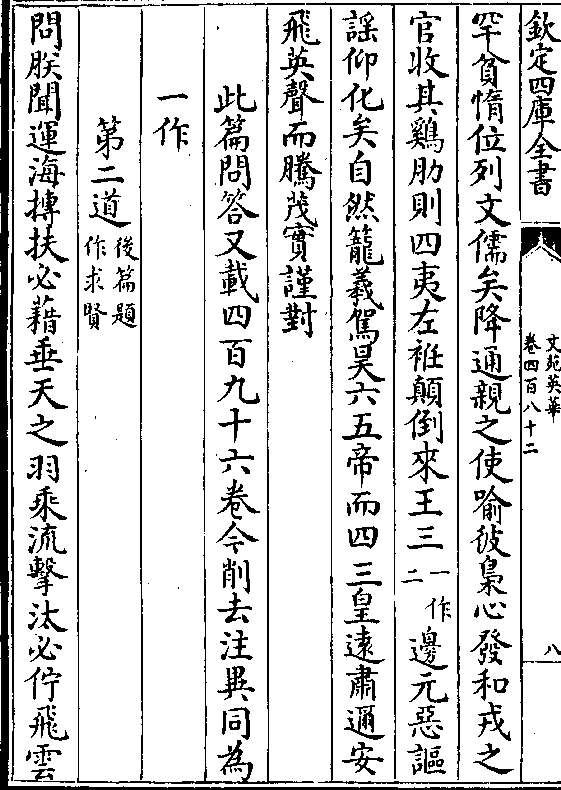 欽定四庫全書
文苑英華
卷四百八十二
八
罕貧惰位列文儒矣降通親之使喻彼梟心發和戎之
官收其鷄肋則四夷左袵顛倒來王三一作二邊元惡謳
謡仰化矣自然籠羲駕昊六五帝而四三皇逺肅邇安
飛英聲而騰茂實謹對
此篇問答又載四百九十六卷今削去注異同為
一作
第二道後篇題作求賢
問朕聞運海摶扶必藉垂天之羽乘流擊汰必佇飛雲